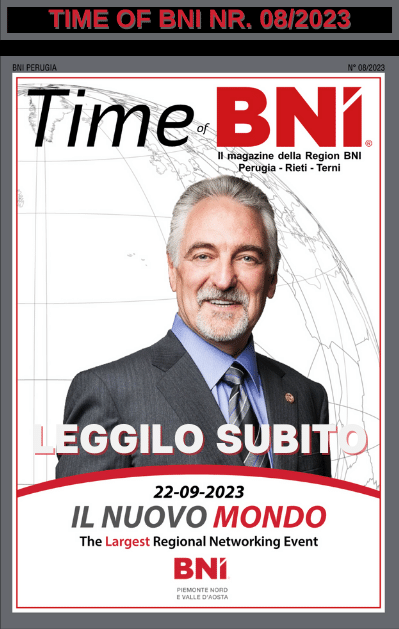 TIME OF BNI NR. 08/2023
BNI PERUGIA N° 08/2023
Time of BNI®
Il magazine della Region BNI
Perugia - Rieti - Terni
LEGGILO SUBITO
22-09-2023
IL NUOVO MONDO
The Largest Regional Networking Event
BNI
PIEMONTE NORD
E VALLE D'AOSTA